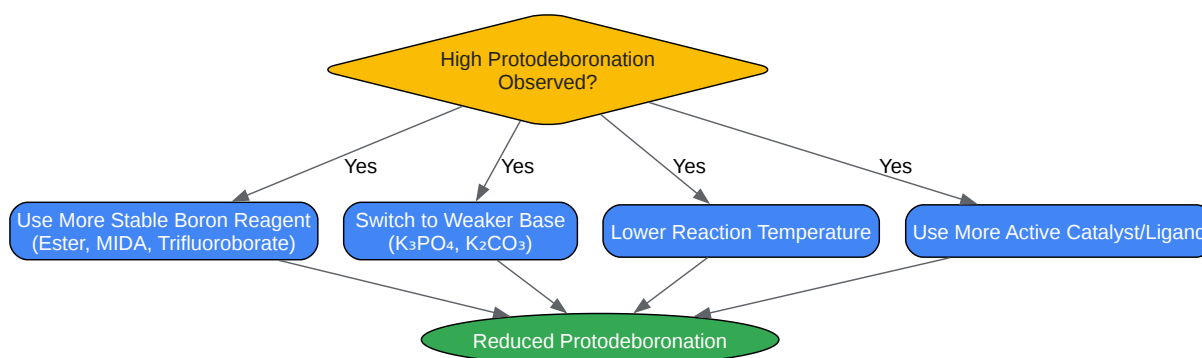 High Protodeboronation
Observed?
Yes
Yes
Yes
Yes
Use More Stable Boron Reagent
(Ester, MIDA, Trifluoroborate)
Switch to Weaker Base
(K₃PO₄, K₂CO₃)
Lower Reaction Temperature
Use More Active Catalyst/Ligand
Reduced Protodeboronation